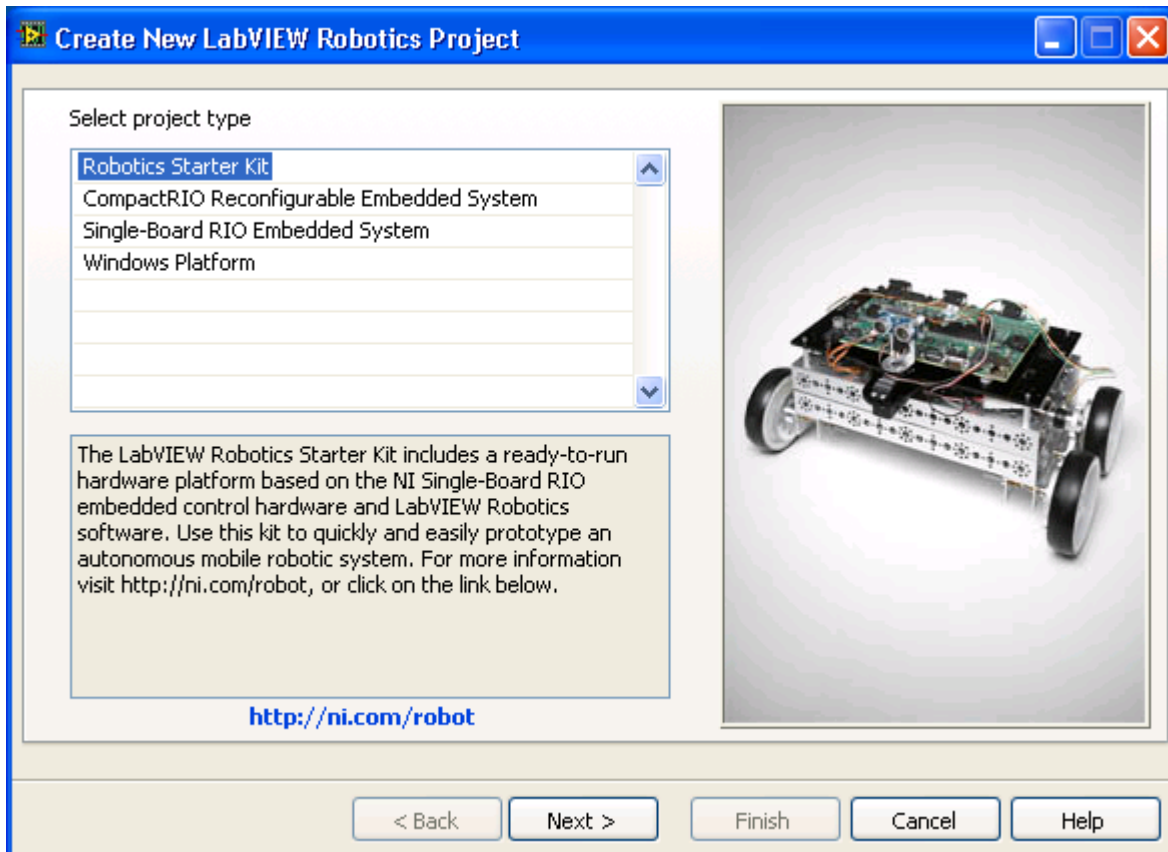 Create New LabVIEW Robotics Project
Select project type
Robotics Starter Kit
CompactRIO Reconfigurable Embedded System
Single-Board RIO Embedded System
Windows Platform
The LabVIEW Robotics Starter Kit includes a ready-to-run
hardware platform based on the NI Single-Board RIO
embedded control hardware and LabVIEW Robotics
software. Use this kit to quickly and easily prototype an
autonomous mobile robotic system. For more information
visit http://ni.com/robot, or click on the link below.
http://ni.com/robot
< Back Next > Finish Cancel Help